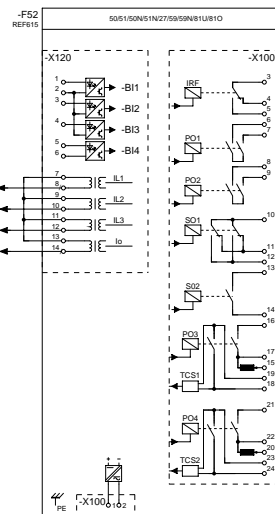 -F52
REF615
50/51/50N/51N/27/59/59N/81U/81O
-X120
-X100
1
2
3
4
5
6
-BI1
-BI2
-BI3
-BI4
7
8
9
10
11
12
13
14
IL1
IL2
IL3
Io
IRF
3
4
5
PO1
6
7
PO2
8
9
SO1
10
11
12
S02
13
14
PO3
16
17
15
TCS1
19
18
PO4
21
22
20
TCS2
23
24
+ -
PE
-X100
1 2